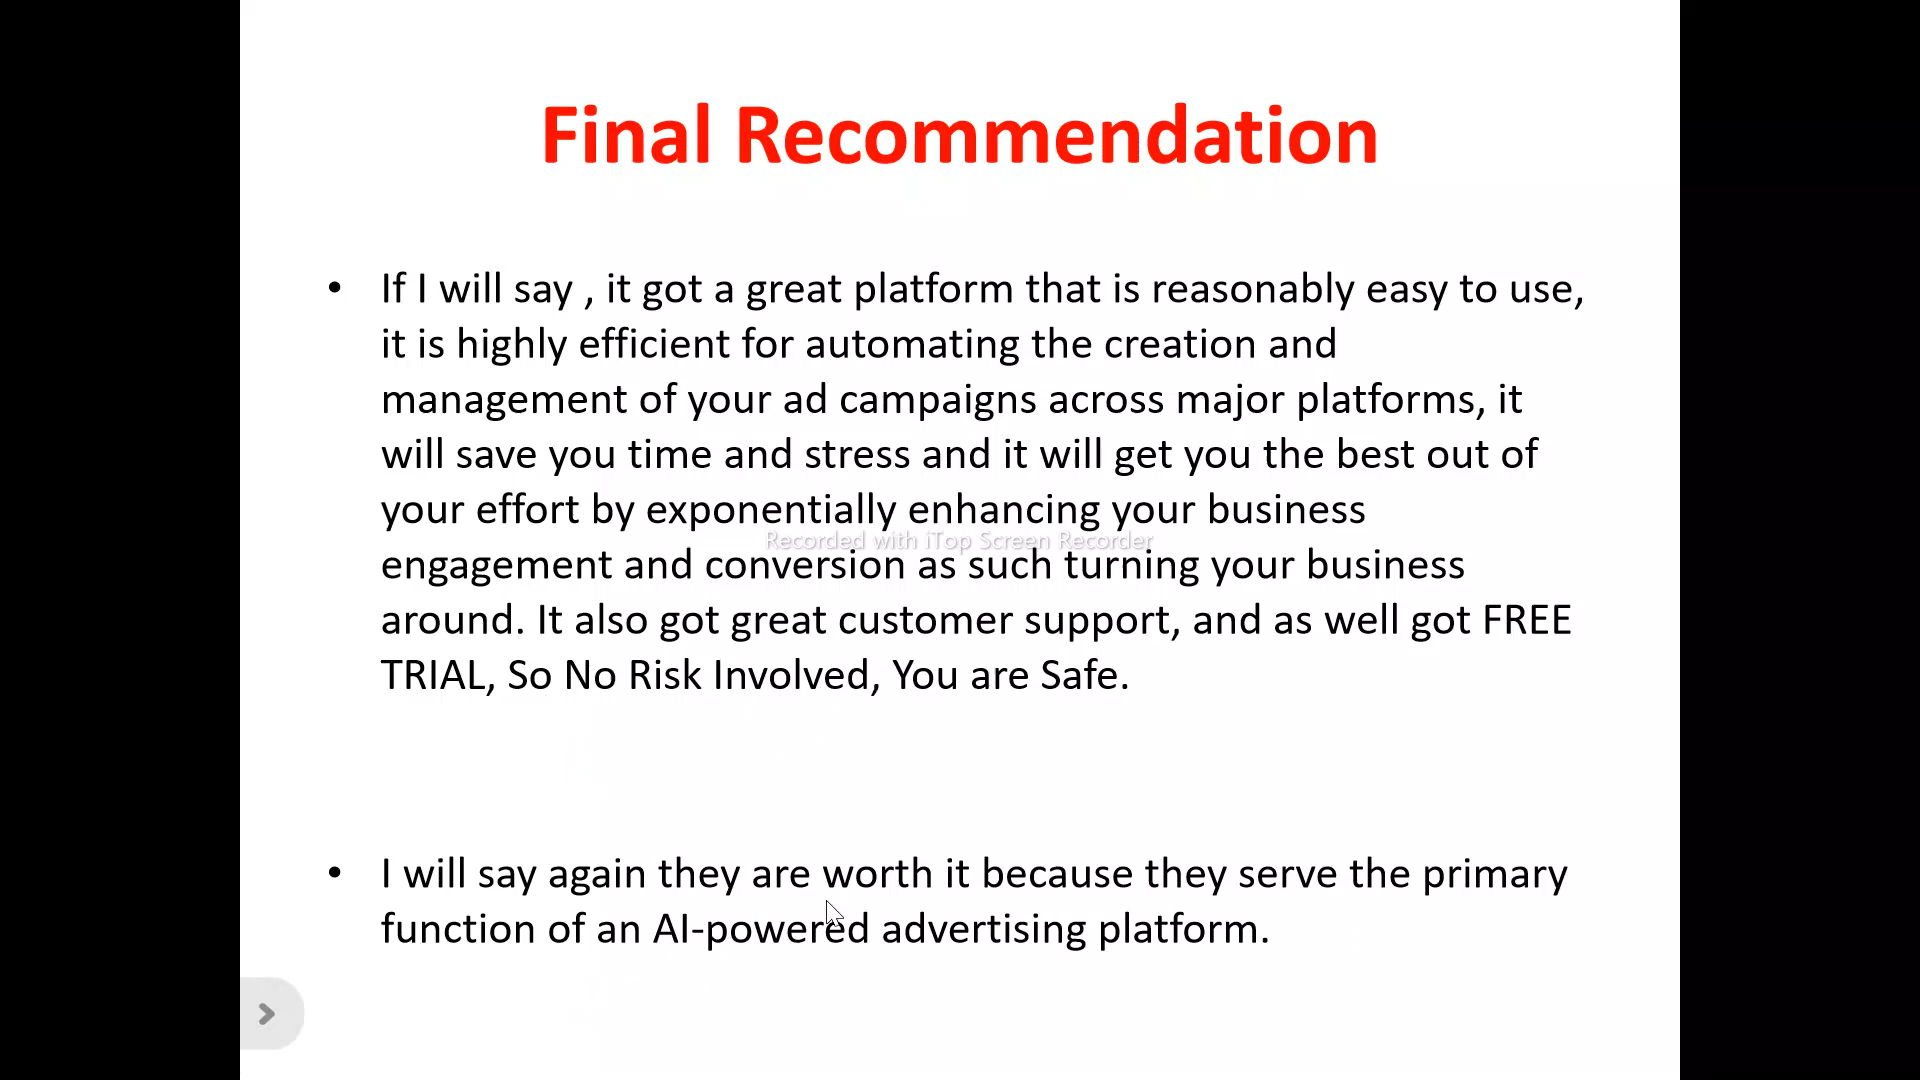 Final Recommendation
• If I will say , it got a great platform that is reasonably easy to use,
it is highly efficient for automating the creation and
management of your ad campaigns across major platforms, it
will save you time and stress and it will get you the best out of
your effort by exponentially enhancing your business
Recorded with iTop Screen Recorder
engagement and conversion as such turning your business
around. It also got great customer support, and as well got FREE
TRIAL, So No Risk Involved, You are Safe.
• I will say again they are worth it because they serve the primary
function of an AI-powered advertising platform.